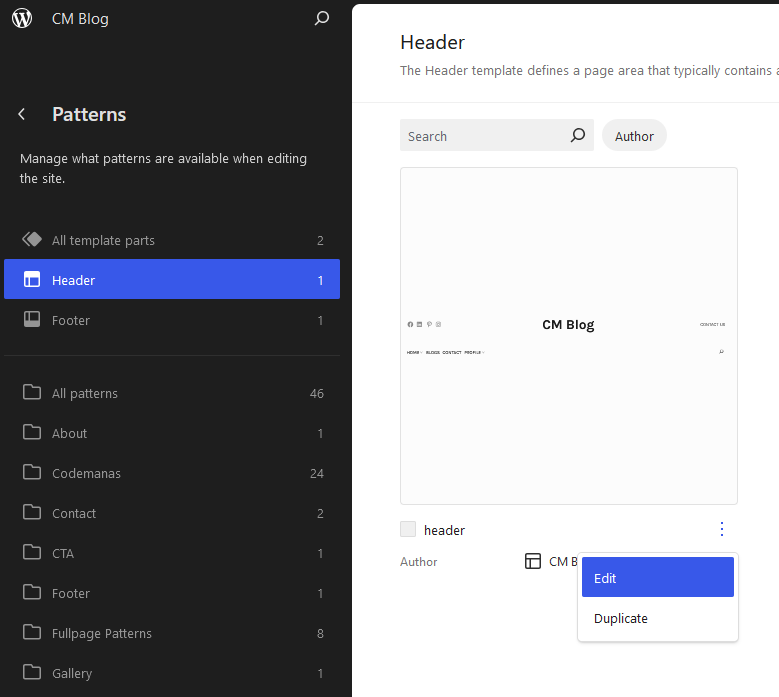 CM Blog
Patterns
Manage what patterns are available when editing
the site.
All template parts 2
Header 1
Footer 1
All patterns 46
About 1
Codemanas 24
Contact 2
CTA 1
Footer 1
Fullpage Patterns 8
Gallery 1
Header
The Header template defines a page area that typically contains a
Search
Author
CM Blog
CONTACT US
HOME BLOGS CONTACT PROFILE
header
Author CM B
Edit
Duplicate